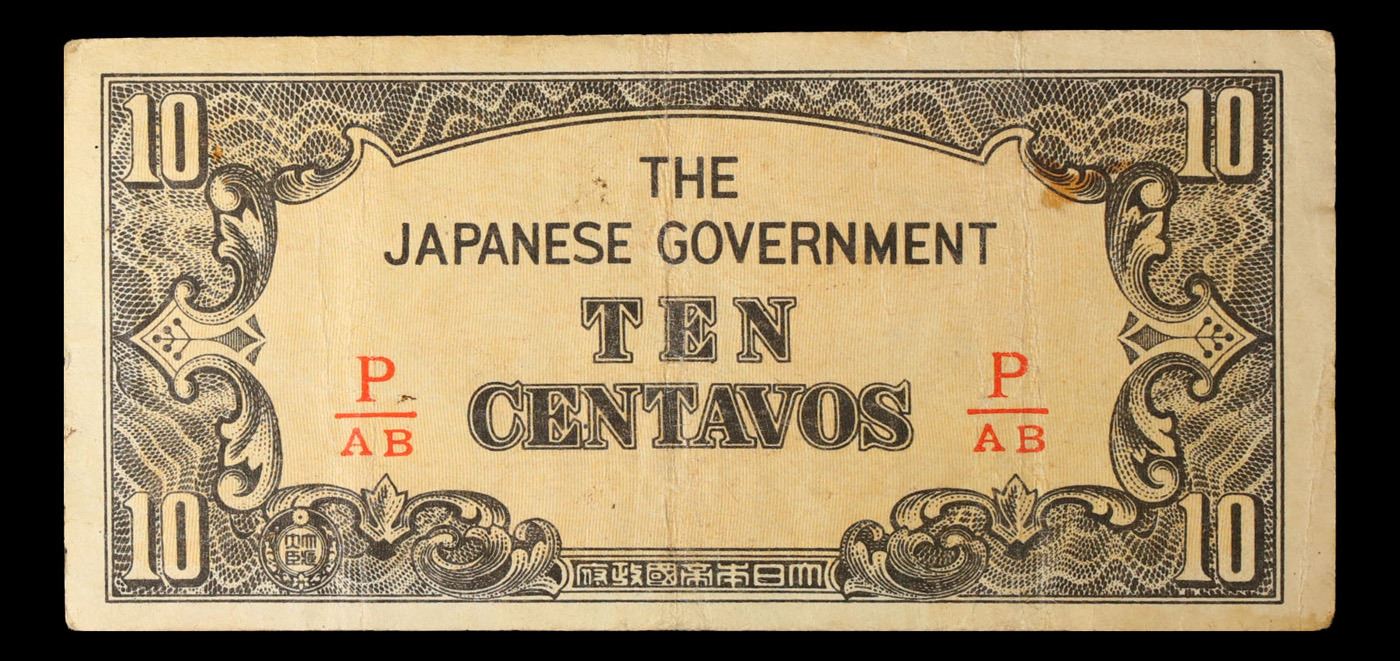 10 10
THE
JAPANESE GOVERNMENT
TEN
CENTAVOS
P P
AB AB
10 10
府政國帝本日大